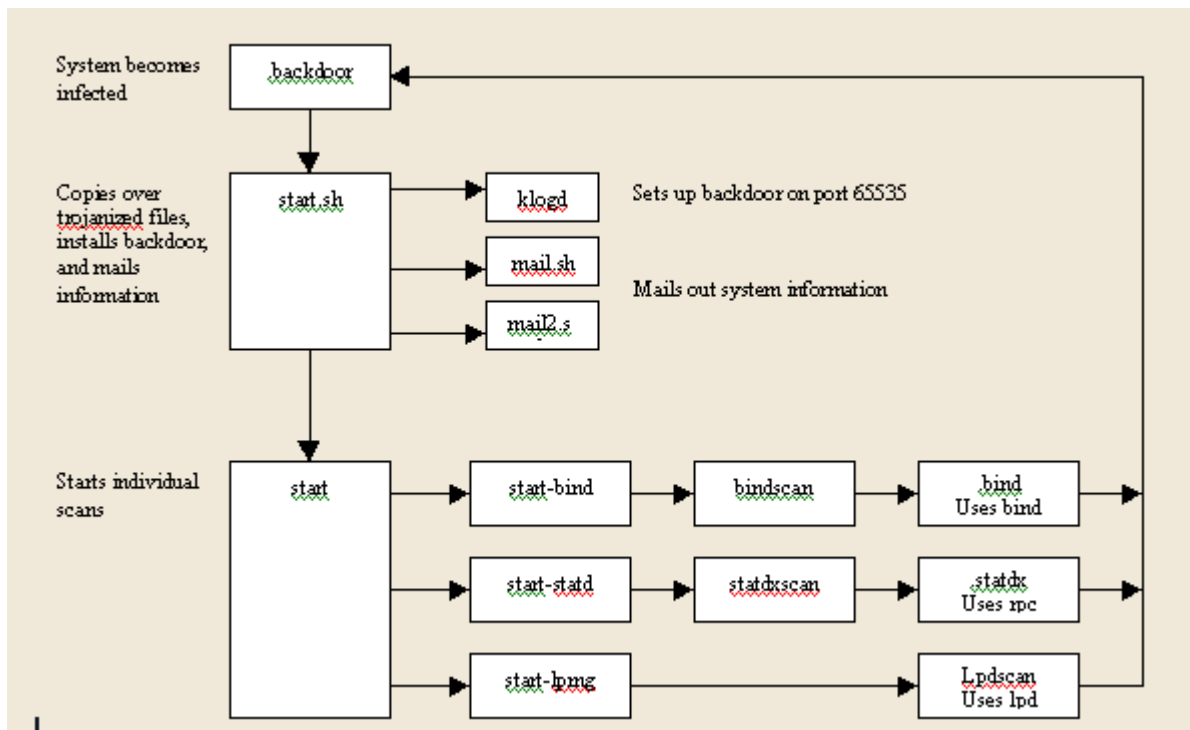 System becomes
infected
.backdoor
Copies over
trojanized files,
installs backdoor,
and mails
information
start.sh
klogd
Sets up backdoor on port 65535
mail.sh
Mails out system information
mail2.s
Starts individual
scans
start
start-bind
bindscan
.bind
Uses bind
start-statd
statdxscan
.statdx
Uses rpc
start-lpmg
Lpdscan
Uses lpd